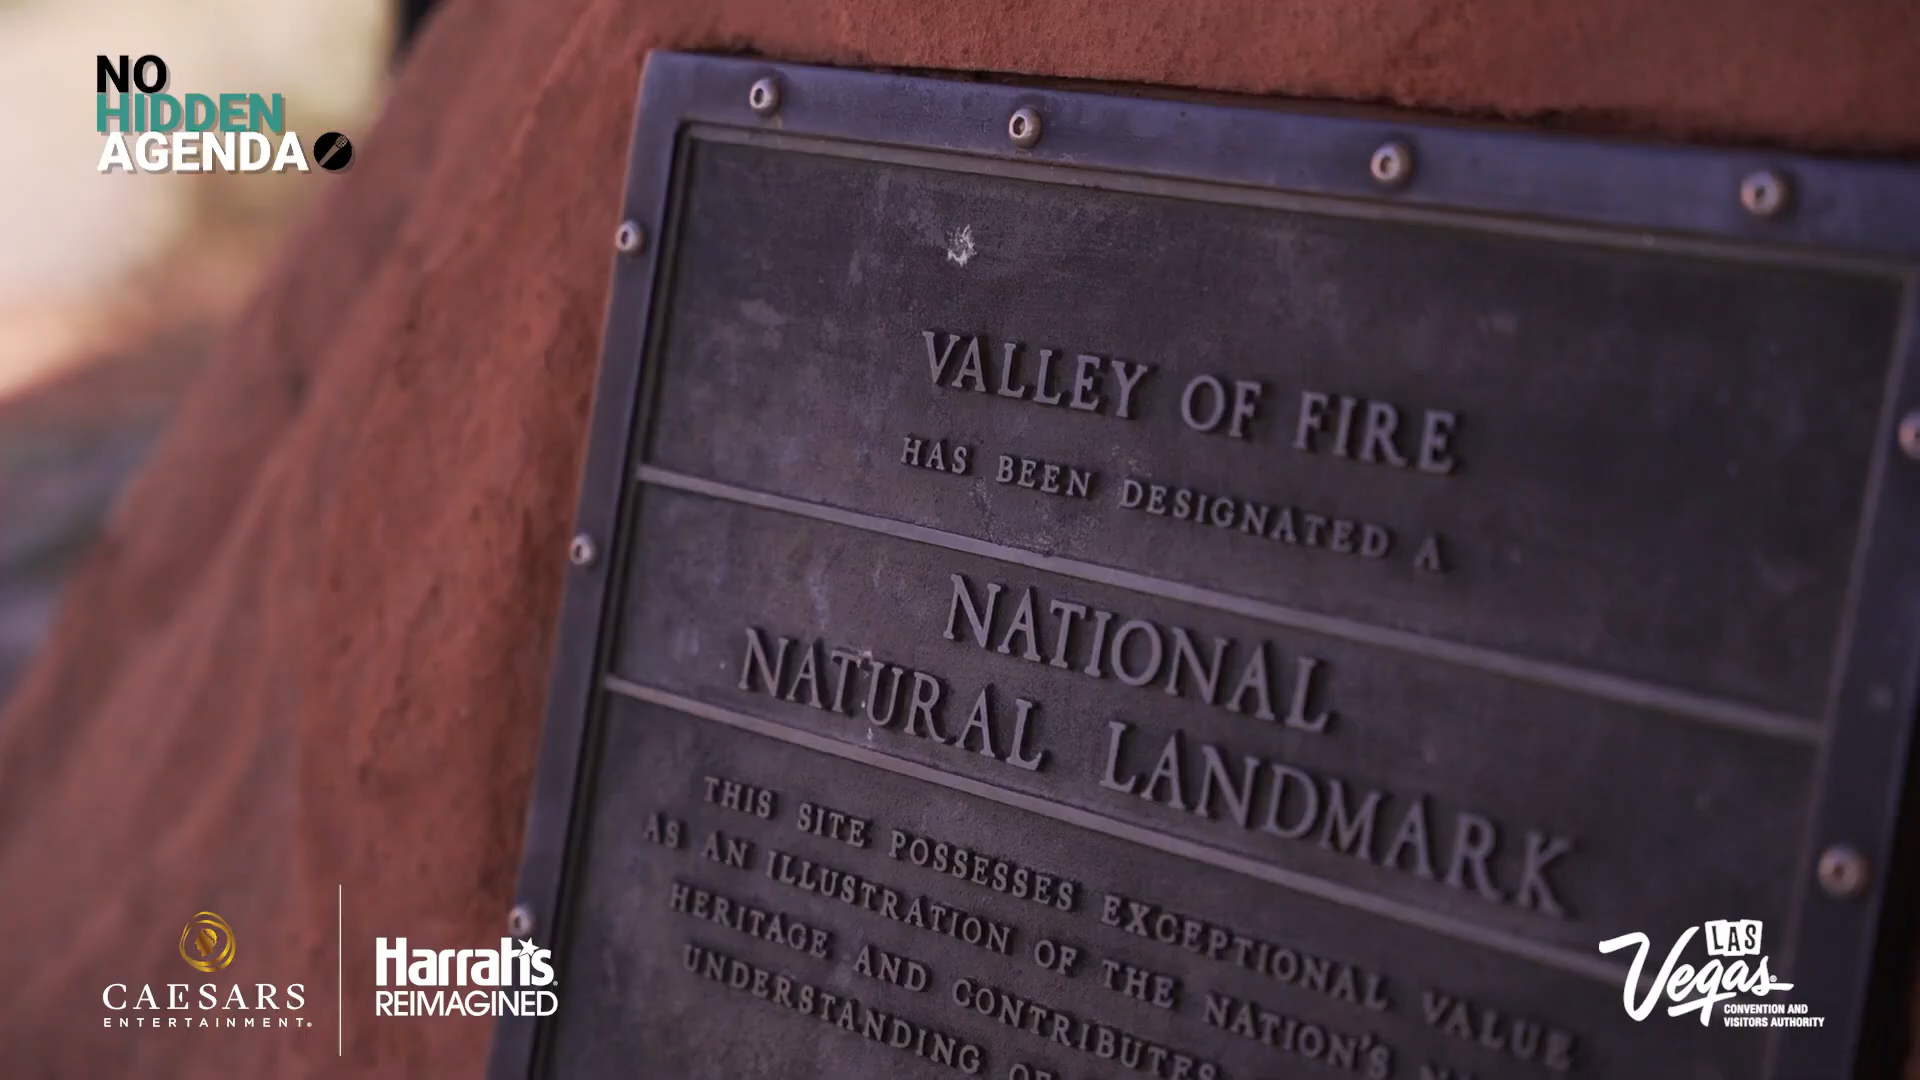 NO
HIDDEN
AGENDA
VALLEY OF FIRE
HAS BEEN DESIGNATED A
NATIONAL
NATURAL LANDMARK
THIS SITE POSSESSES EXCEPTIONAL VALUE
AS AN ILLUSTRATION OF THE NATION'S
HERITAGE AND CONTRIBUTES
UNDERSTANDING
CAESARS
ENTERTAINMENT.
Harrah's
REIMAGINED
LAS
Vegas
CONVENTION AND
VISITORS AUTHORITY